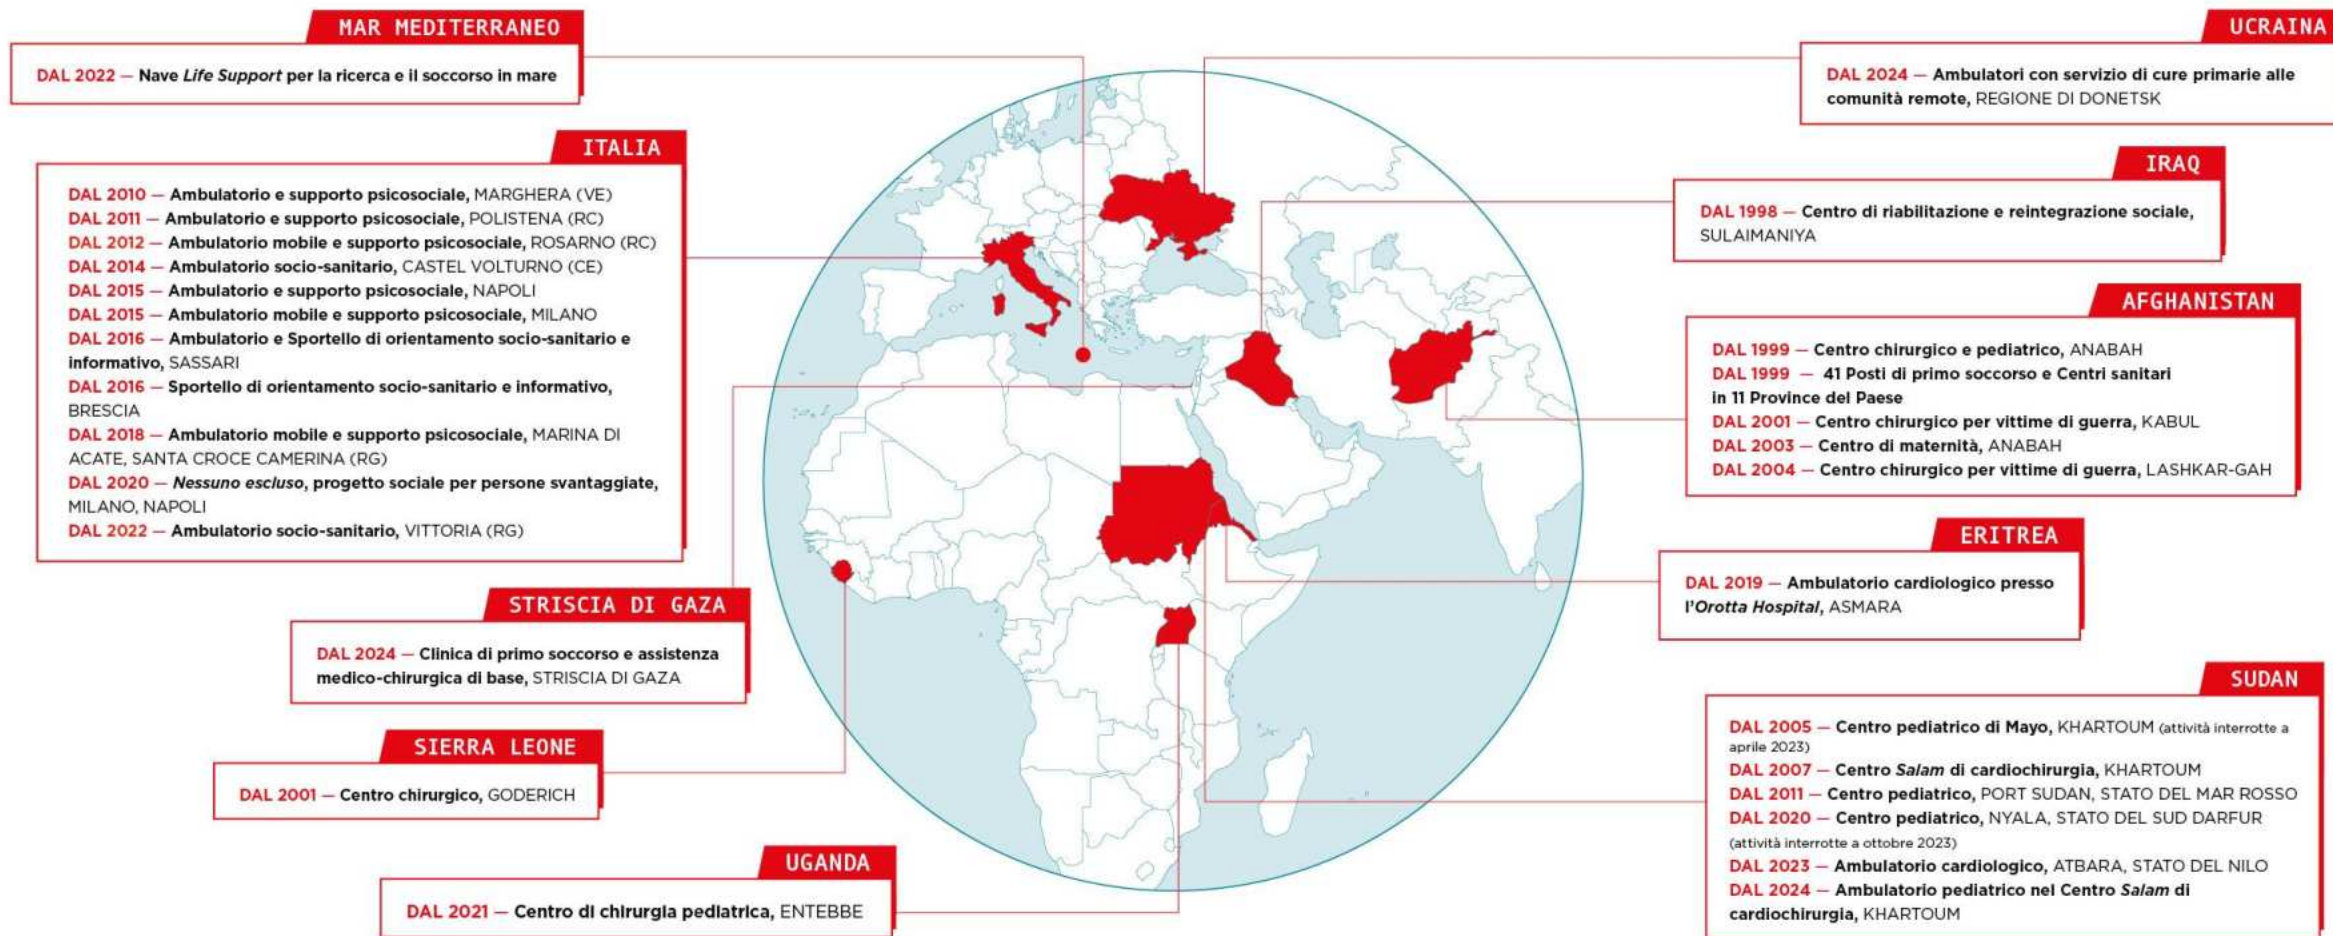 MAR MEDITERRANEO
DAL 2022 — Nave Life Support per la ricerca e il soccorso in mare
ITALIA
DAL 2010 — Ambulatorio e supporto psicosociale, MARGHERA (VE)
DAL 2011 — Ambulatorio e supporto psicosociale, POLISTENA (RC)
DAL 2012 — Ambulatorio mobile e supporto psicosociale, ROSARNO (RC)
DAL 2014 — Ambulatorio socio-sanitario, CASTEL VOLTURNO (CE)
DAL 2015 — Ambulatorio e supporto psicosociale, NAPOLI
DAL 2015 — Ambulatorio mobile e supporto psicosociale, MILANO
DAL 2016 — Ambulatorio e Sportello di orientamento socio-sanitario e
informativo, SASSARI
DAL 2016 — Sportello di orientamento socio-sanitario e informativo,
BRESCIA
DAL 2018 — Ambulatorio mobile e supporto psicosociale, MARINA DI
ACATE, SANTA CROCE CAMERINA (RG)
DAL 2020 — Nessuno escluso, progetto sociale per persone svantaggiate,
MILANO, NAPOLI
DAL 2022 — Ambulatorio socio-sanitario, VITTORIA (RG)
STRISCIA DI GAZA
DAL 2024 — Clinica di primo soccorso e assistenza
medico-chirurgica di base, STRISCIA DI GAZA
SIERRA LEONE
DAL 2001 — Centro chirurgico, GODERICH
UGANDA
DAL 2021 — Centro di chirurgia pediatrica, ENTEBBE
UCRAINA
DAL 2024 — Ambulatori con servizio di cure primarie alle
comunità remote, REGIONE DI DONETSK
IRAQ
DAL 1998 — Centro di riabilitazione e reintegrazione sociale,
SULAIMANIYA
AFGHANISTAN
DAL 1999 — Centro chirurgico e pediatrico, ANABAH
DAL 1999 — 41 Posti di primo soccorso e Centri sanitari
in 11 Province del Paese
DAL 2001 — Centro chirurgico per vittime di guerra, KABUL
DAL 2003 — Centro di maternità, ANABAH
DAL 2004 — Centro chirurgico per vittime di guerra, LASHKAR-GAH
ERITREA
DAL 2019 — Ambulatorio cardiologico presso
l'Orotta Hospital, ASMARA
SUDAN
DAL 2005 — Centro pediatrico di Mayo, KHARTOUM (attività interrotte a
aprile 2023)
DAL 2007 — Centro Salam di cardiochirurgia, KHARTOUM
DAL 2011 — Centro pediatrico, PORT SUDAN, STATO DEL MAR ROSSO
DAL 2020 — Centro pediatrico, NYALA, STATO DEL SUD DARFUR
(attività interrotte a ottobre 2023)
DAL 2023 — Ambulatorio cardiologico, ATBARA, STATO DEL NILO
DAL 2024 — Ambulatorio pediatrico nel Centro Salam di
cardiochirurgia, KHARTOUM